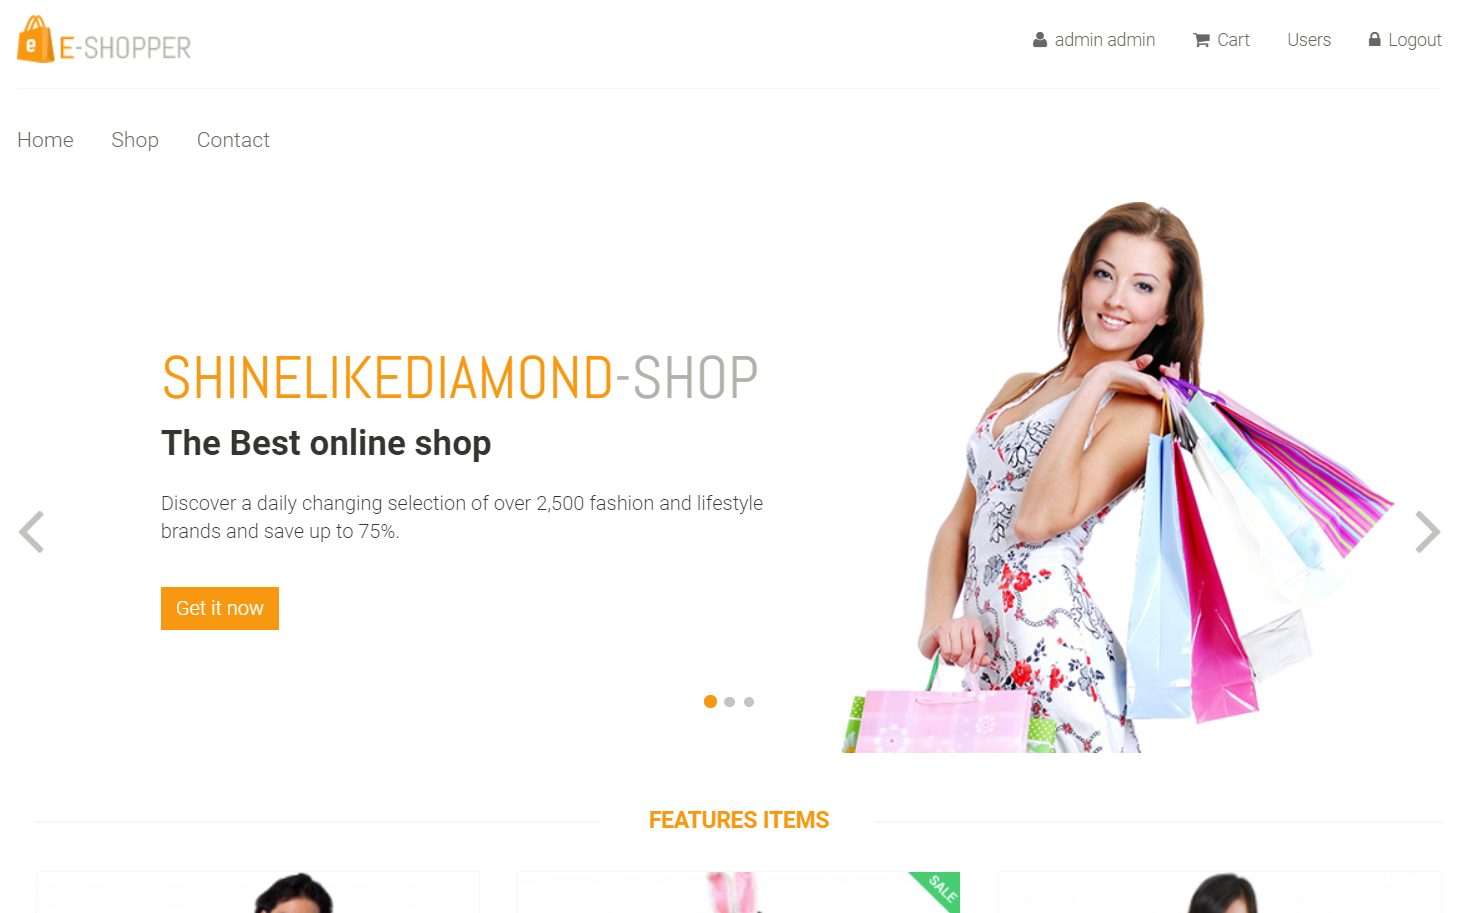 e E-SHOPPER
admin admin Cart Users Logout
Home Shop Contact
SHINELIKEDIAMOND-SHOP
The Best online shop
Discover a daily changing selection of over 2,500 fashion and lifestyle
brands and save up to 75%.
Get it now
FEATURES ITEMS
SALE